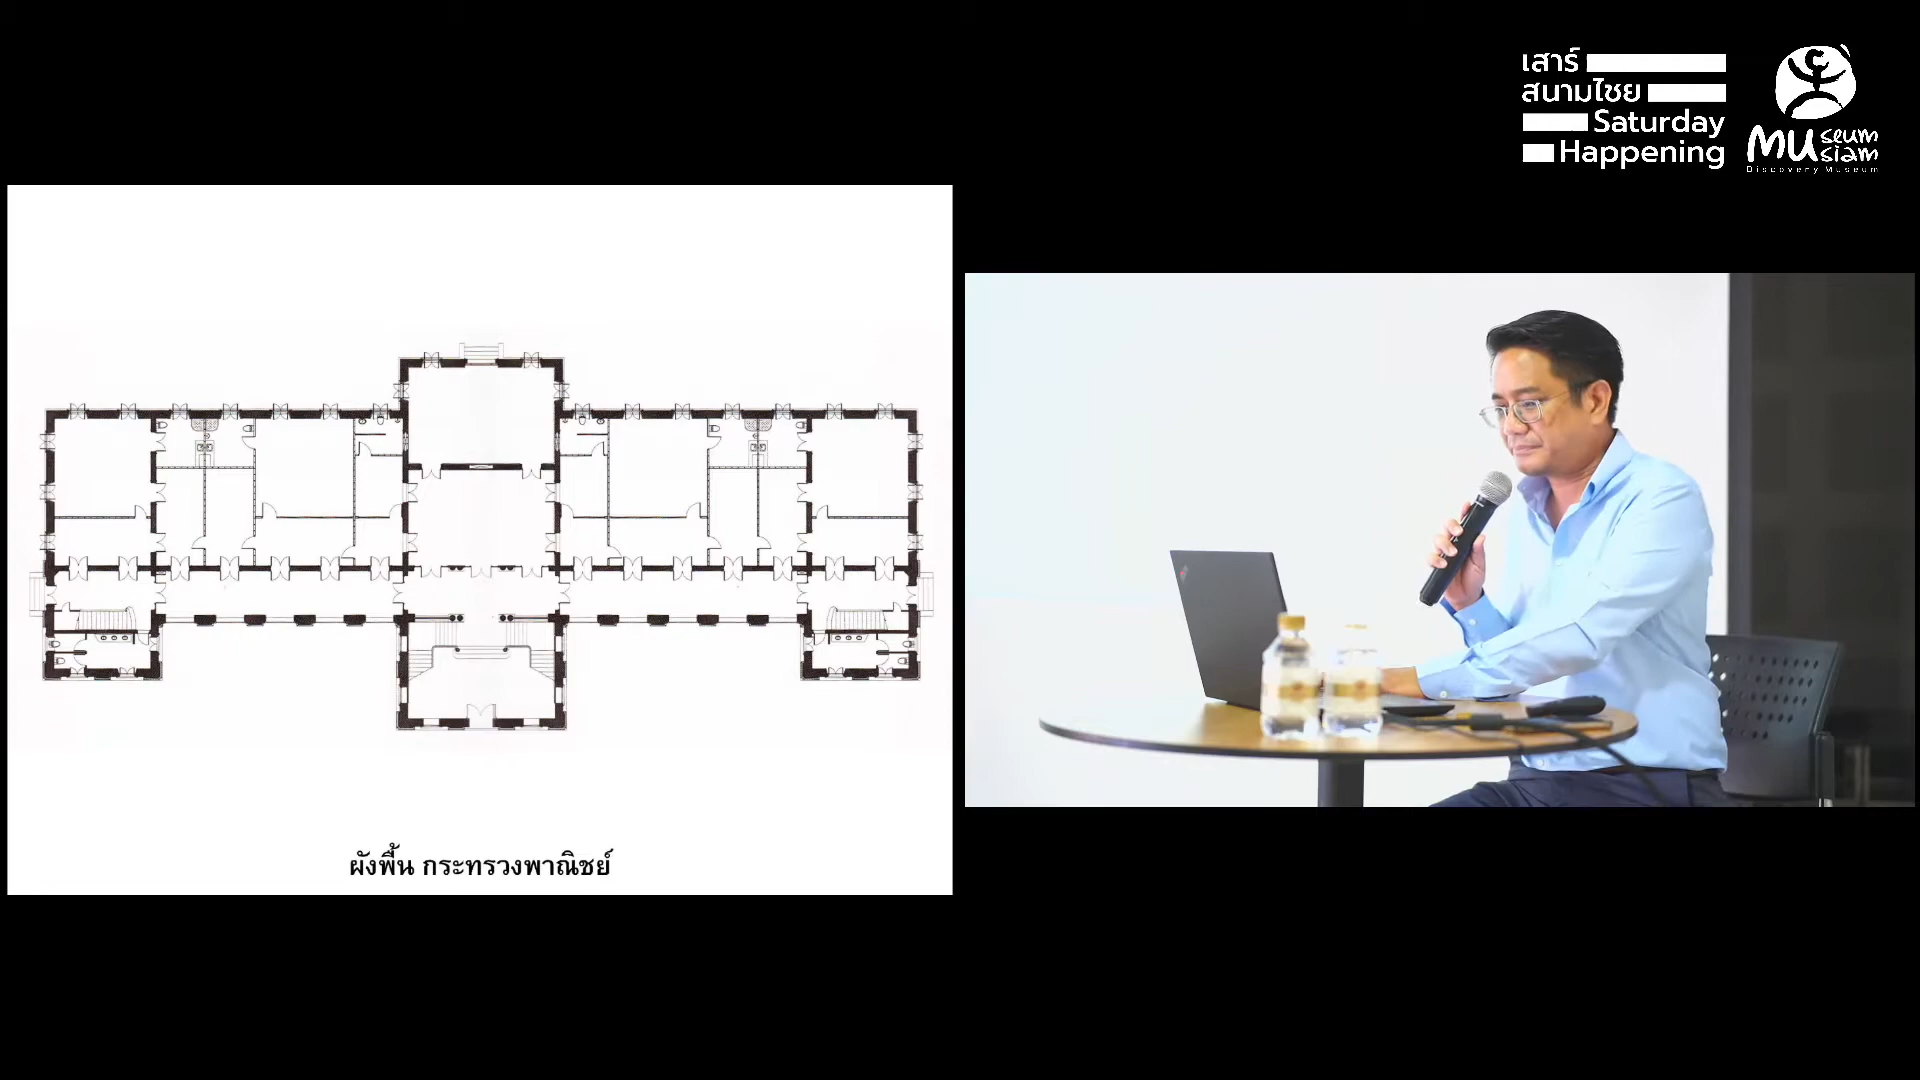 เสาร์
สนามไชย
Saturday
Happening
Museum
Siam
Discovery Museum
ผังพื้น กระทรวงพาณิชย์